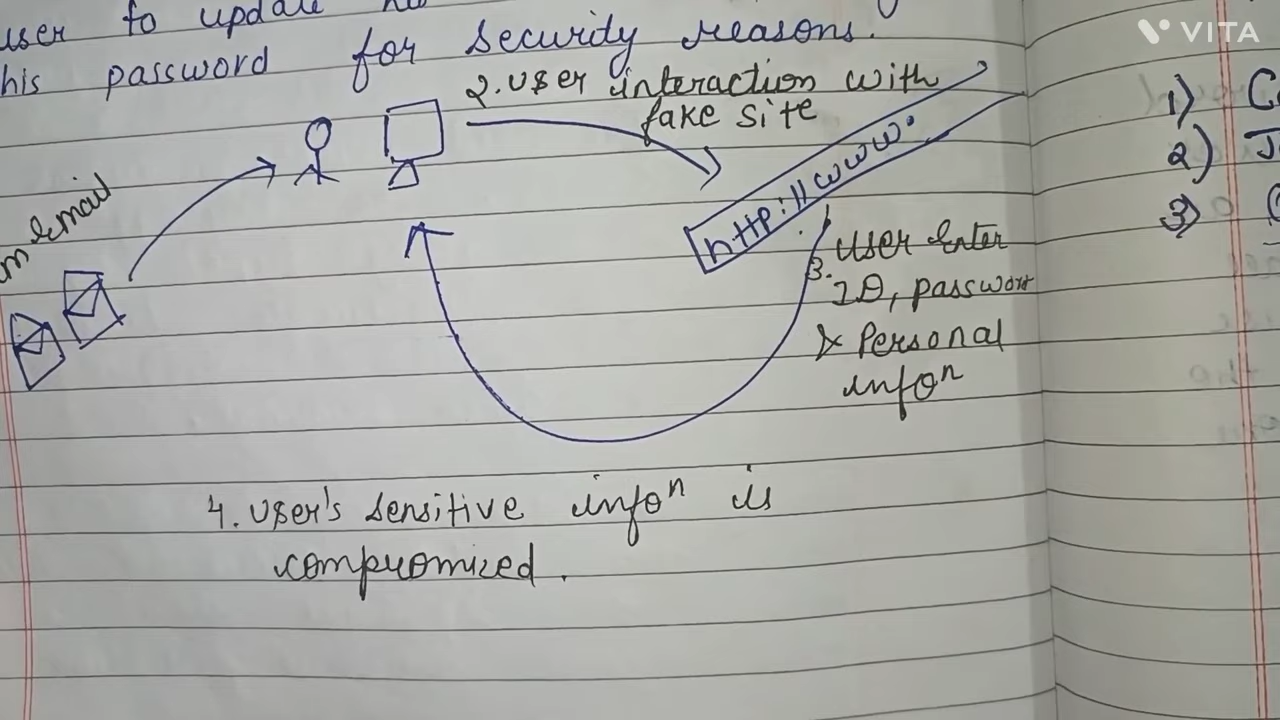 user to update
his password for security reasons.
2. user interaction with
fake site
m email
http://www.
3. user Enter
ID, password
& Personal
infoⁿ
4. user's sensitive infoⁿ is
compromized.
1)
2)
3)
VITA